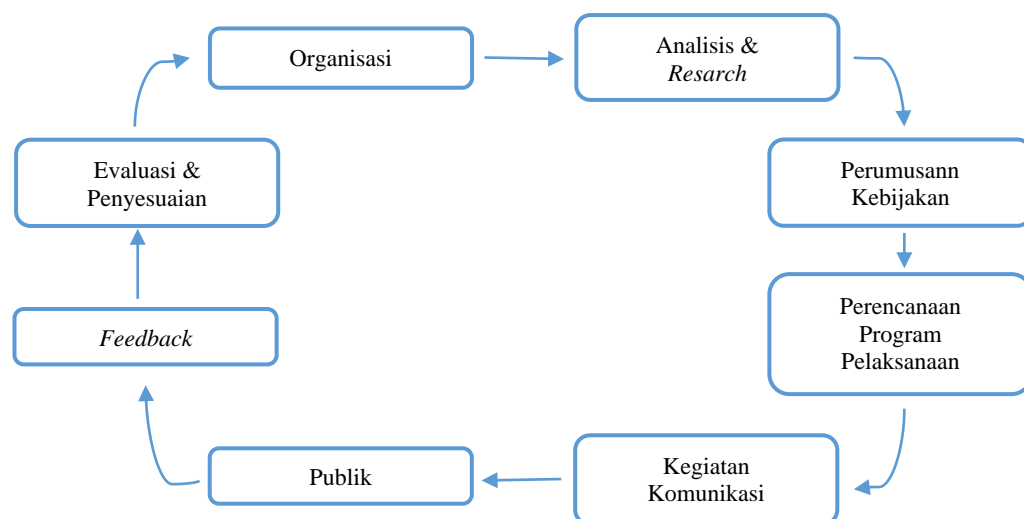 Organisasi
Analisis &
Resarch
Perumusann
Kebijakan
Perencanaan
Program
Pelaksanaan
Kegiatan
Komunikasi
Publik
Feedback
Evaluasi &
Penyesuaian